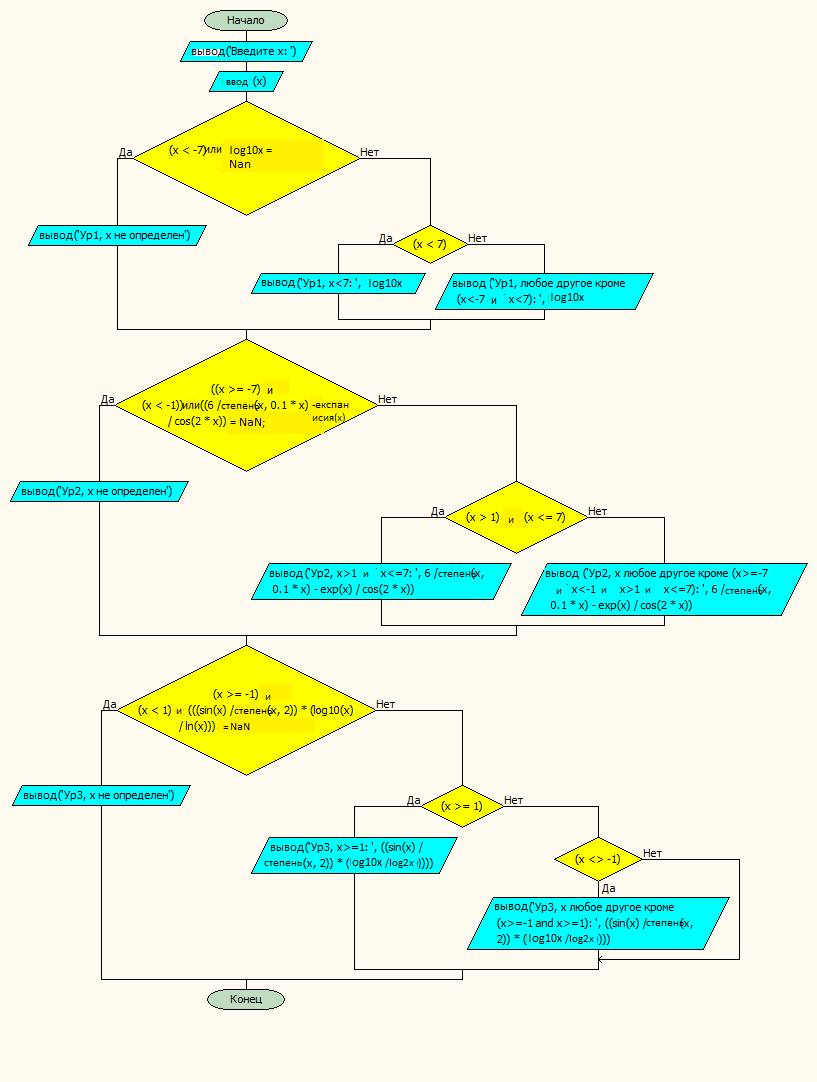 Начало
вывод('Введите x: ')
ввод (x)
(x < -7)или log10x =
Nan
Да
Нет
вывод('Ур1, x не определен')
(x < 7)
Да
Нет
вывод('Ур1, x<7: ', log10x
вывод ('Ур1, любое другое кроме
(x<-7 и ` x<7): ', log10x
((x >= -7) и
(x < -1))или((6 /степень(x, 0.1 * x) -експан
исия(x)
/ cos(2 * x)) = NaN;
Да
Нет
вывод('Ур2, x не определен')
(x > 1) и (x <= 7)
Да
Нет
вывод('Ур2, x>1 и ` x<=7: ', 6 /степень(x,
0.1 * x) - exp(x) / cos(2 * x))
вывод ('Ур2, x любое другое кроме (x>=-7
и ` x<-1 и x>1 и x<=7): ', 6 /степень(x,
0.1 * x) - exp(x) / cos(2 * x))
(x >= -1) и
(x < 1) и (((sin(x) /степень(x, 2)) * (log10(x)
/ ln(x))) =NaN
Да
Нет
вывод('Ур3, x не определен')
(x >= 1)
Да
Нет
вывод('Ур3, x>=1: ', ((sin(x) /
степень(x, 2)) * (log10x /log2x ))))
(x <> -1)
Нет
Да
вывод('Ур3, x любое другое кроме
(x>=-1 and x>=1): ', ((sin(x) /степень(x,
2)) * (log10x /log2x )))
Конец